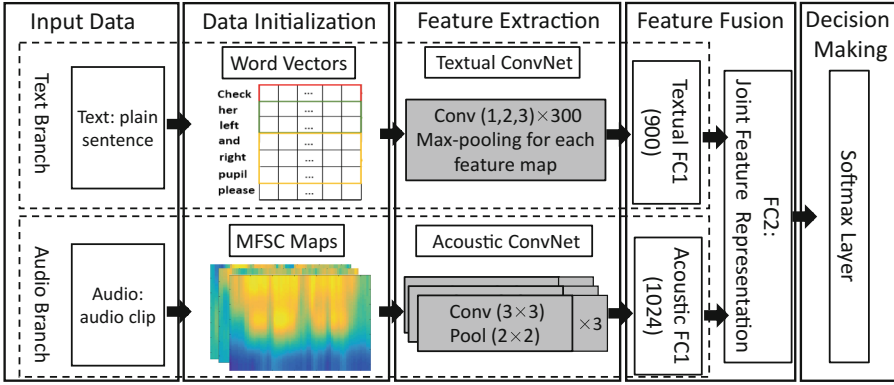 Input Data
Data Initialization
Feature Extraction
Feature Fusion
Decision
Making
Text Branch
Text: plain
sentence
Word Vectors
Check
her
left
and
right
pupil
please
...
...
...
...
...
...
...
Textual ConvNet
Conv (1,2,3)×300
Max-pooling for each
feature map
Textual FC1
(900)
Audio Branch
Audio:
audio clip
MFSC Maps
Acoustic ConvNet
Conv (3×3)
Pool (2×2)
×3
Acoustic FC1
(1024)
FC2:
Joint Feature Representation
Softmax Layer